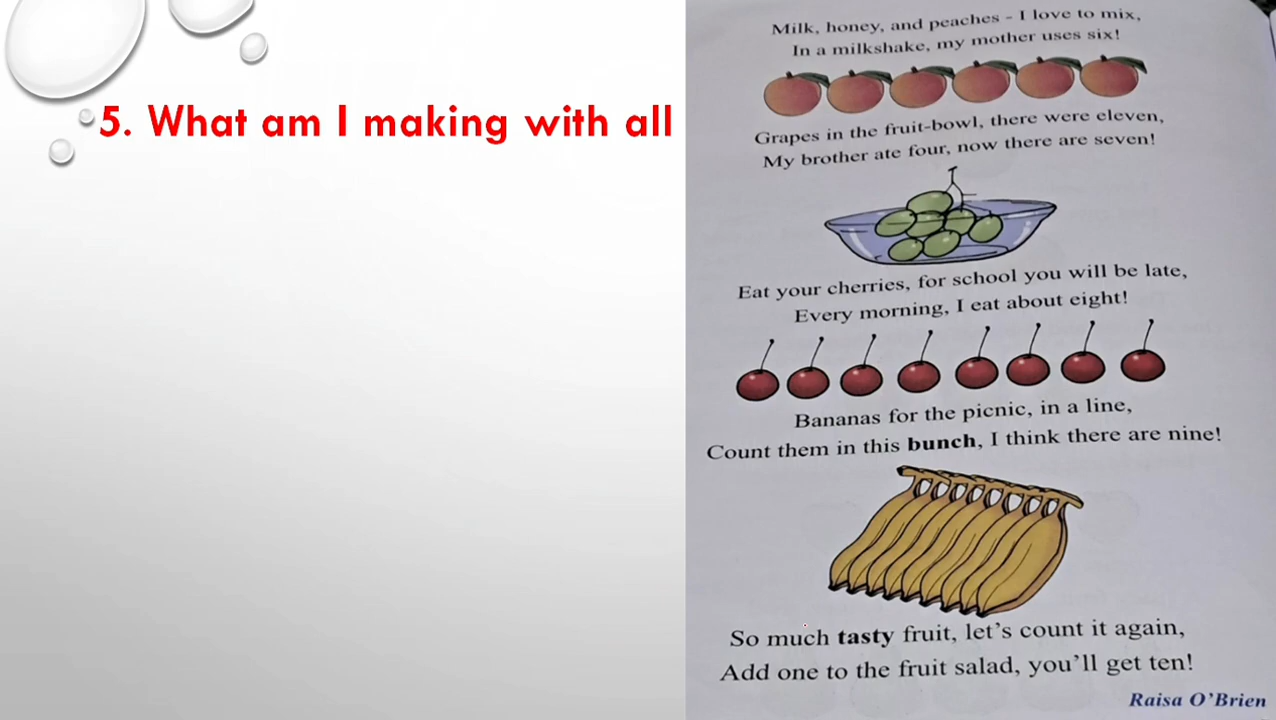 5. What am I making with all
Milk, honey, and peaches - I love to mix,
In a milkshake, my mother uses six!
Grapes in the fruit-bowl, there were eleven,
My brother ate four, now there are seven!
Eat your cherries, for school you will be late,
Every morning, I eat about eight!
Bananas for the picnic, in a line,
Count them in this bunch, I think there are nine!
So much tasty fruit, let's count it again,
Add one to the fruit salad, you'll get ten!
Raisa O'Brien